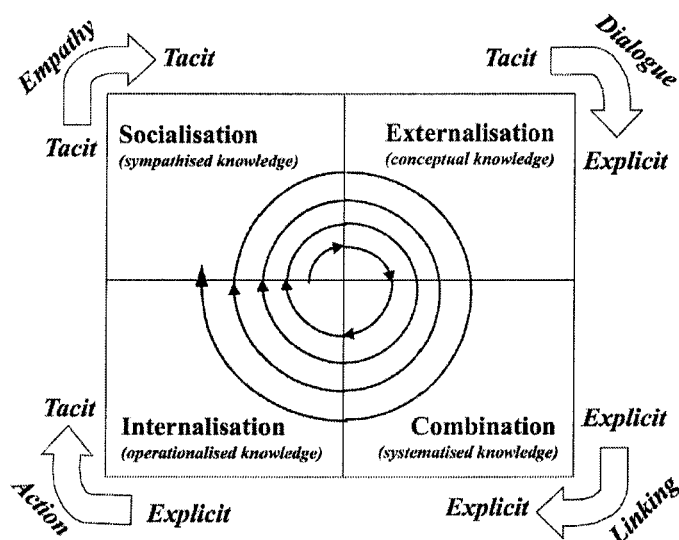 Empathy
Tacit
Tacit
Dialogue
Tacit
Explicit
Socialisation
(sympathised knowledge)
Externalisation
(conceptual knowledge)
Internalisation
(operationalised knowledge)
Combination
(systematised knowledge)
Tacit
Action
Explicit
Explicit
Explicit
Linking